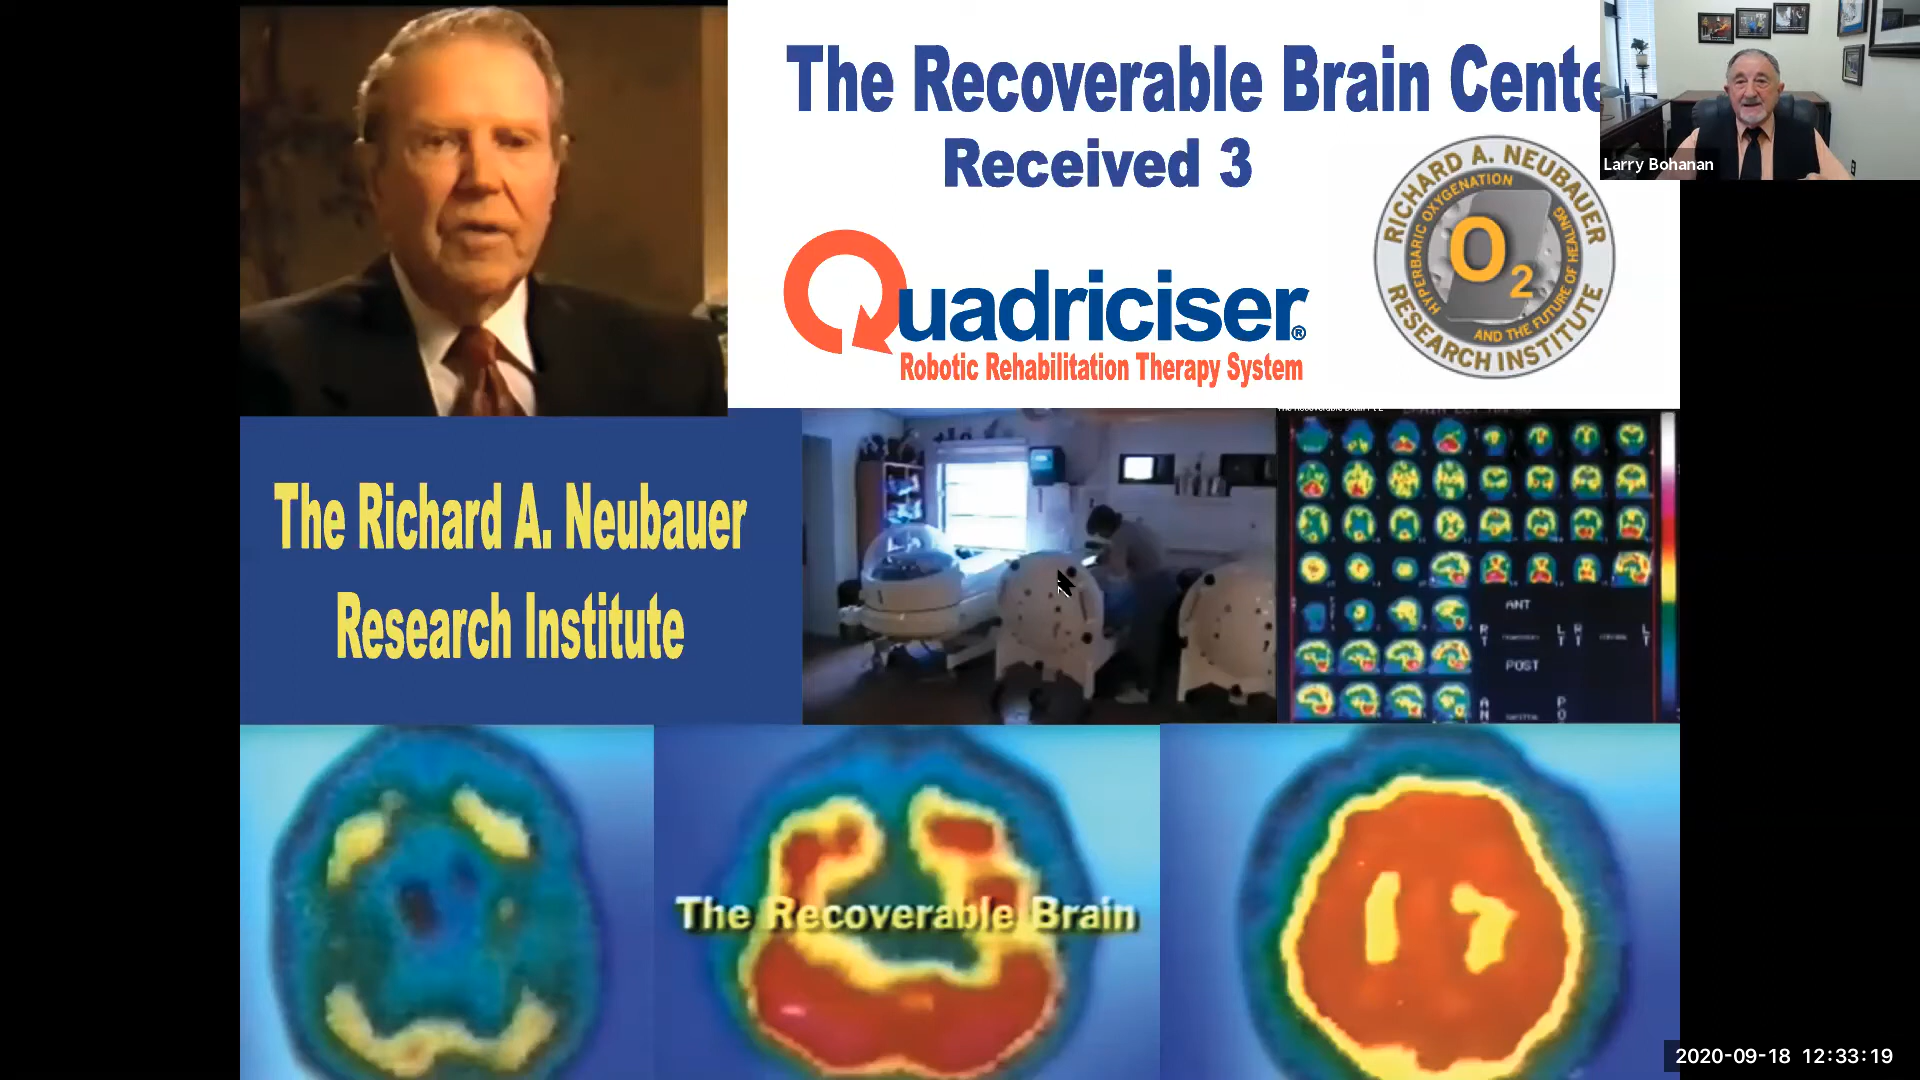 The Recoverable Brain Cente
Received 3
Larry Bohanan
RICHARD A. NEUBAUER
HYPERBARIC OXYGENATION
O2
AND THE FUTURE OF HEALING
RESEARCH INSTITUTE
Quadriciser®
Robotic Rehabilitation Therapy System
The Richard A. Neubauer
Research Institute
ANT
POST
The Recoverable Brain
2020-09-18 12:33:19